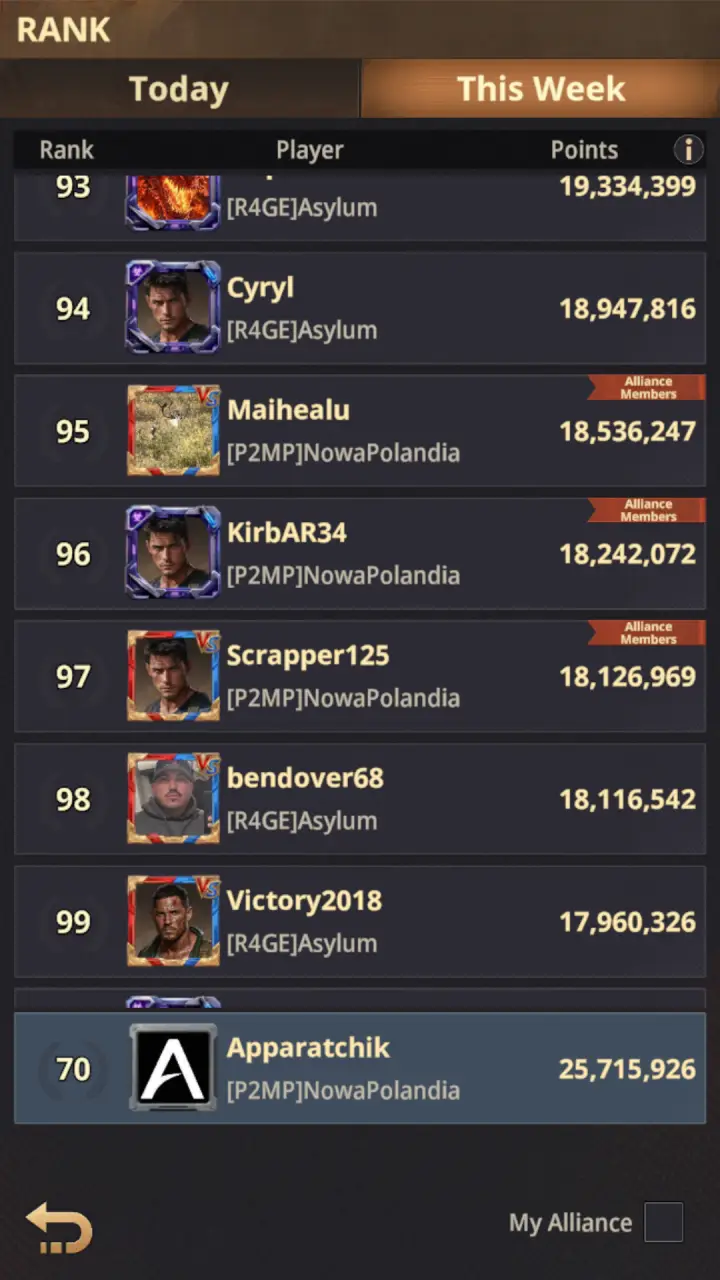 RANK
Today
This Week
Rank
Player
Points
93
[R4GE]Asylum
19,334,399
94
Cyryl
[R4GE]Asylum
18,947,816
95
Maihealu
[P2MP]NowaPolandia
Alliance
Members
18,536,247
96
KirbAR34
[P2MP]NowaPolandia
Alliance
Members
18,242,072
97
Scrapper125
[P2MP]NowaPolandia
Alliance
Members
18,126,969
98
bendover68
[R4GE]Asylum
18,116,542
99
Victory2018
[R4GE]Asylum
17,960,326
70
Apparatchik
[P2MP]NowaPolandia
25,715,926
My Alliance